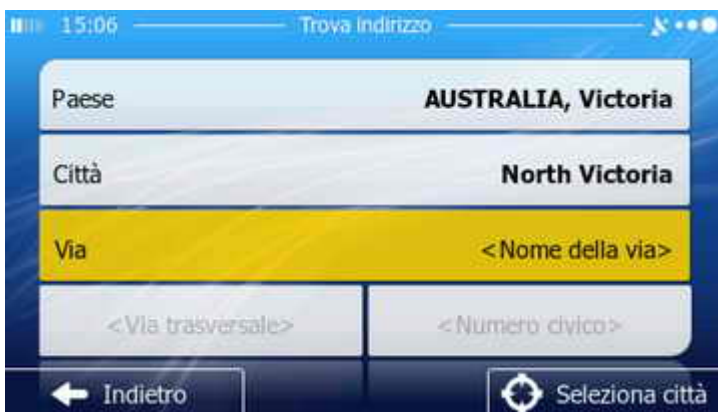 15:06 Trova indirizzo
Paese AUSTRALIA, Victoria
Città North Victoria
Via <Nome della via>
<Via trasversale> <Numero civico>
Indietro Seleziona città